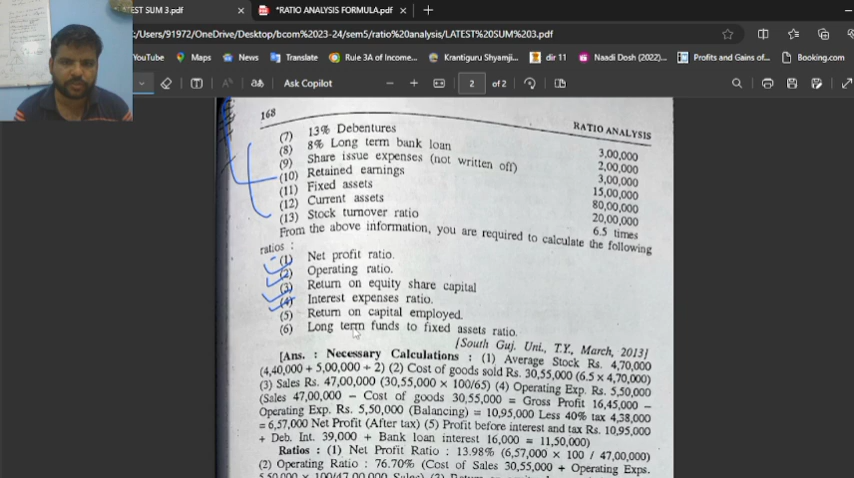 TEST SUM 3.pdf
*RATIO ANALYSIS FORMULA.pdf
:/Users/91972/OneDrive/Desktop/bcom%2023-24/sem5/ratio%20analysis/LATEST%20SUM%203.pdf
YouTube Maps News Translate Rule 3A of Income... Krantiguru Shyamji... dir 11 Naadi Dosh (2022)... Profits and Gains of... Booking.com
Ask Copilot 2 of 2
168 RATIO ANALYSIS
(7) 13% Debentures 3,00,000
(8) 8% Long term bank loan 2,00,000
(9) Share issue expenses (not written off) 3,00,000
(10) Retained earnings 15,00,000
(11) Fixed assets 80,00,000
(12) Current assets 20,00,000
(13) Stock turnover ratio 6.5 times
From the above information, you are required to calculate the following
ratios :
(1) Net profit ratio.
(2) Operating ratio.
(3) Return on equity share capital
(4) Interest expenses ratio.
(5) Return on capital employed.
(6) Long term funds to fixed assets ratio.
[South Guj. Uni., T.Y., March, 2013]
[Ans. : Necessary Calculations : (1) Average Stock Rs. 4,70,000
(4,40,000 + 5,00,000 ÷ 2) (2) Cost of goods sold Rs. 30,55,000 (6.5 x 4,70,000)
(3) Sales Rs. 47,00,000 (30,55,000 × 100/65) (4) Operating Exp. Rs. 5,50,000
(Sales 47,00,000 - Cost of goods 30,55,000 = Gross Profit 16,45,000 -
Operating Exp. Rs. 5,50,000 (Balancing) = 10,95,000 Less 40% tax 4,38,000
= 6,57,000 Net Profit (After tax) (5) Profit before interest and tax Rs. 10,95,000
+ Deb. Int. 39,000 + Bank loan interest 16,000 = 11,50,000)
Ratios : (1) Net Profit Ratio : 13.98% (6,57,000 × 100 / 47,00,000)
(2) Operating Ratio : 76.70% (Cost of Sales 30,55,000 + Operating Exps.